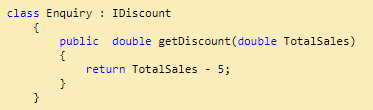 class Enquiry : IDiscount
{
public  double getDiscount(double TotalSales)
{
return TotalSales - 5;
}
}